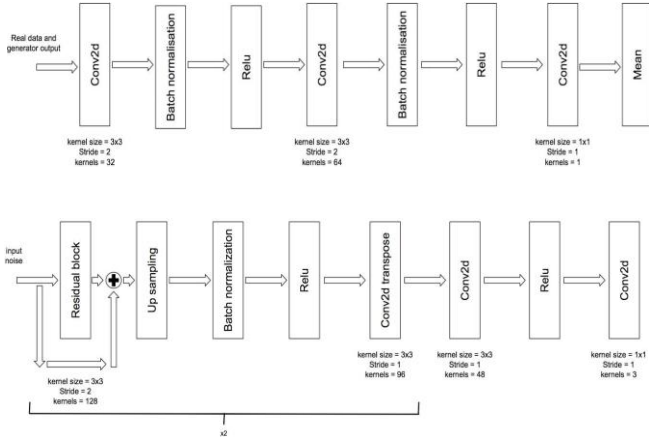 Real data and
generator output
Conv2d
Batch normalisation
Relu
Conv2d
Batch normalisation
Relu
Conv2d
Mean
kernel size = 3x3
Stride = 2
kernels = 32
kernel size = 3x3
Stride = 2
kernels = 64
kernel size = 1x1
Stride = 1
kernels = 1
input
noise
Residual block
Up sampling
Batch normalization
Relu
Conv2d transpose
Conv2d
Relu
Conv2d
kernel size = 3x3
Stride = 2
kernels = 128
kernel size = 3x3
Stride = 1
kernels = 96
kernel size = 3x3
Stride = 1
kernels = 48
kernel size = 1x1
Stride = 1
kernels = 3
x2